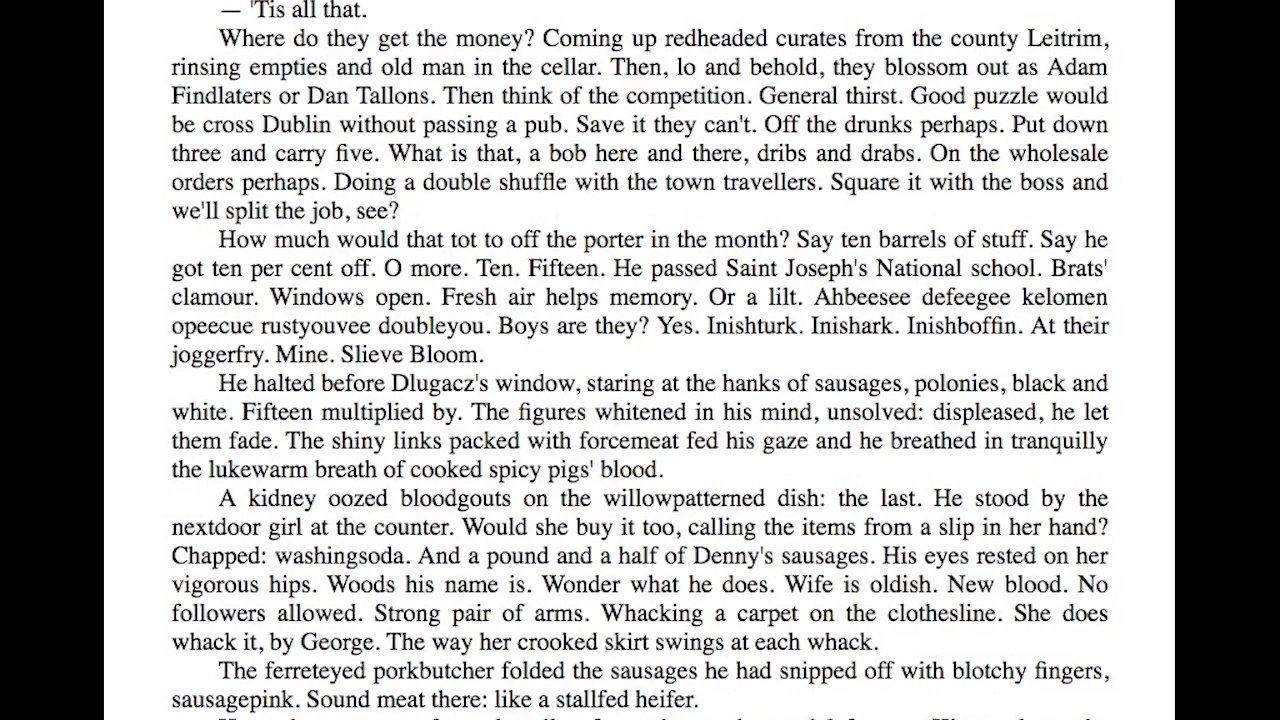 — 'Tis all that.
Where do they get the money? Coming up redheaded curates from the county Leitrim,
rinsing empties and old man in the cellar. Then, lo and behold, they blossom out as Adam
Findlaters or Dan Tallons. Then think of the competition. General thirst. Good puzzle would
be cross Dublin without passing a pub. Save it they can't. Off the drunks perhaps. Put down
three and carry five. What is that, a bob here and there, dribs and drabs. On the wholesale
orders perhaps. Doing a double shuffle with the town travellers. Square it with the boss and
we'll split the job, see?
How much would that tot to off the porter in the month? Say ten barrels of stuff. Say he
got ten per cent off. O more. Ten. Fifteen. He passed Saint Joseph's National school. Brats'
clamour. Windows open. Fresh air helps memory. Or a lilt. Ahbeesee defeegee kelomen
opeecue rustyouvee doubleyou. Boys are they? Yes. Inishturk. Inishark. Inishboffin. At their
joggerfry. Mine. Slieve Bloom.
He halted before Dlugacz's window, staring at the hanks of sausages, polonies, black and
white. Fifteen multiplied by. The figures whitened in his mind, unsolved: displeased, he let
them fade. The shiny links packed with forcemeat fed his gaze and he breathed in tranquilly
the lukewarm breath of cooked spicy pigs' blood.
A kidney oozed bloodgouts on the willowpatterned dish: the last. He stood by the
nextdoor girl at the counter. Would she buy it too, calling the items from a slip in her hand?
Chapped: washingsoda. And a pound and a half of Denny's sausages. His eyes rested on her
vigorous hips. Woods his name is. Wonder what he does. Wife is oldish. New blood. No
followers allowed. Strong pair of arms. Whacking a carpet on the clothesline. She does
whack it, by George. The way her crooked skirt swings at each whack.
The ferreteyed porkbutcher folded the sausages he had snipped off with blotchy fingers,
sausagepink. Sound meat there: like a stallfed heifer.